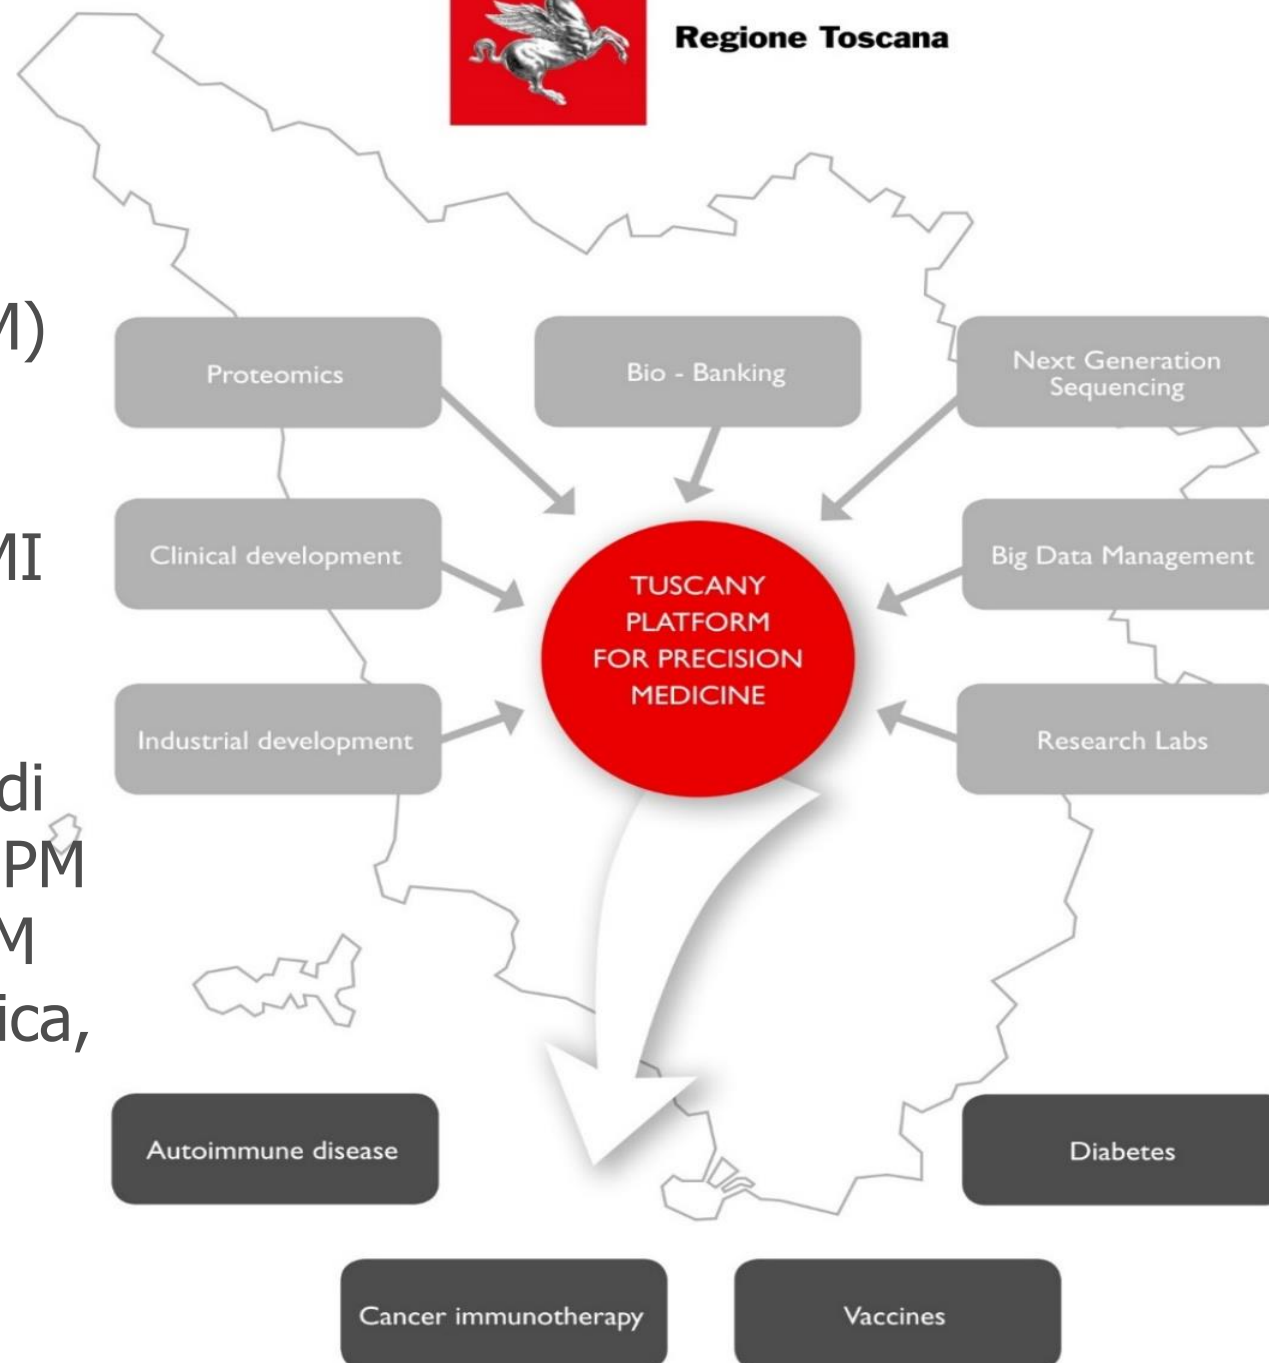 Regione Toscana
M)
MI
di
PM
M
ica,
Proteomics
Bio - Banking
Next Generation
Sequencing
Clinical development
Big Data Management
Industrial development
Research Labs
TUSCANY
PLATFORM
FOR PRECISION
MEDICINE
Autoimmune disease
Diabetes
Cancer immunotherapy
Vaccines